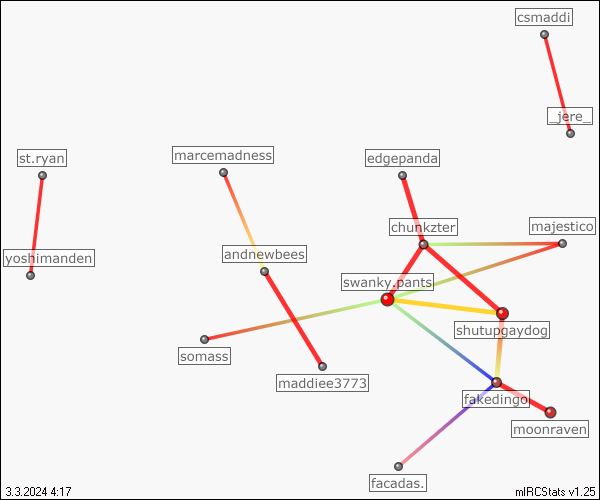 csmaddi
_jere_
st.ryan
marcemadness
edgepanda
chunkzter
majestico
yoshimanden
andnewbees
swanky.pants
shutupgaydog
somass
maddiee3773
fakedingo
moonraven
facadas.
3.3.2024 4:17
mIRCStats v1.25